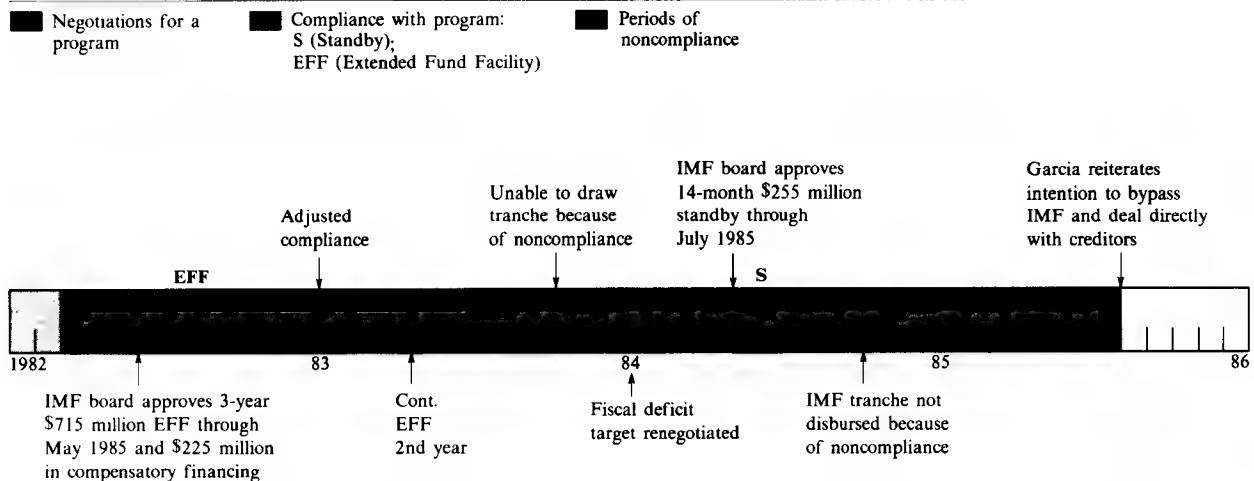 Negotiations for a
program
Compliance with program:
S (Standby);
EFF (Extended Fund Facility)
Periods of
noncompliance
Adjusted
compliance
Unable to draw
tranche because
of noncompliance
IMF board approves
14-month $255 million
standby through
July 1985
Garcia reiterates
intention to bypass
IMF and deal directly
with creditors
EFF
S
1982
83
84
85
86
IMF board approves 3-year
$715 million EFF through
May 1985 and $225 million
in compensatory financing
Cont.
EFF
2nd year
Fiscal deficit
target renegotiated
IMF tranche not
disbursed because
of noncompliance